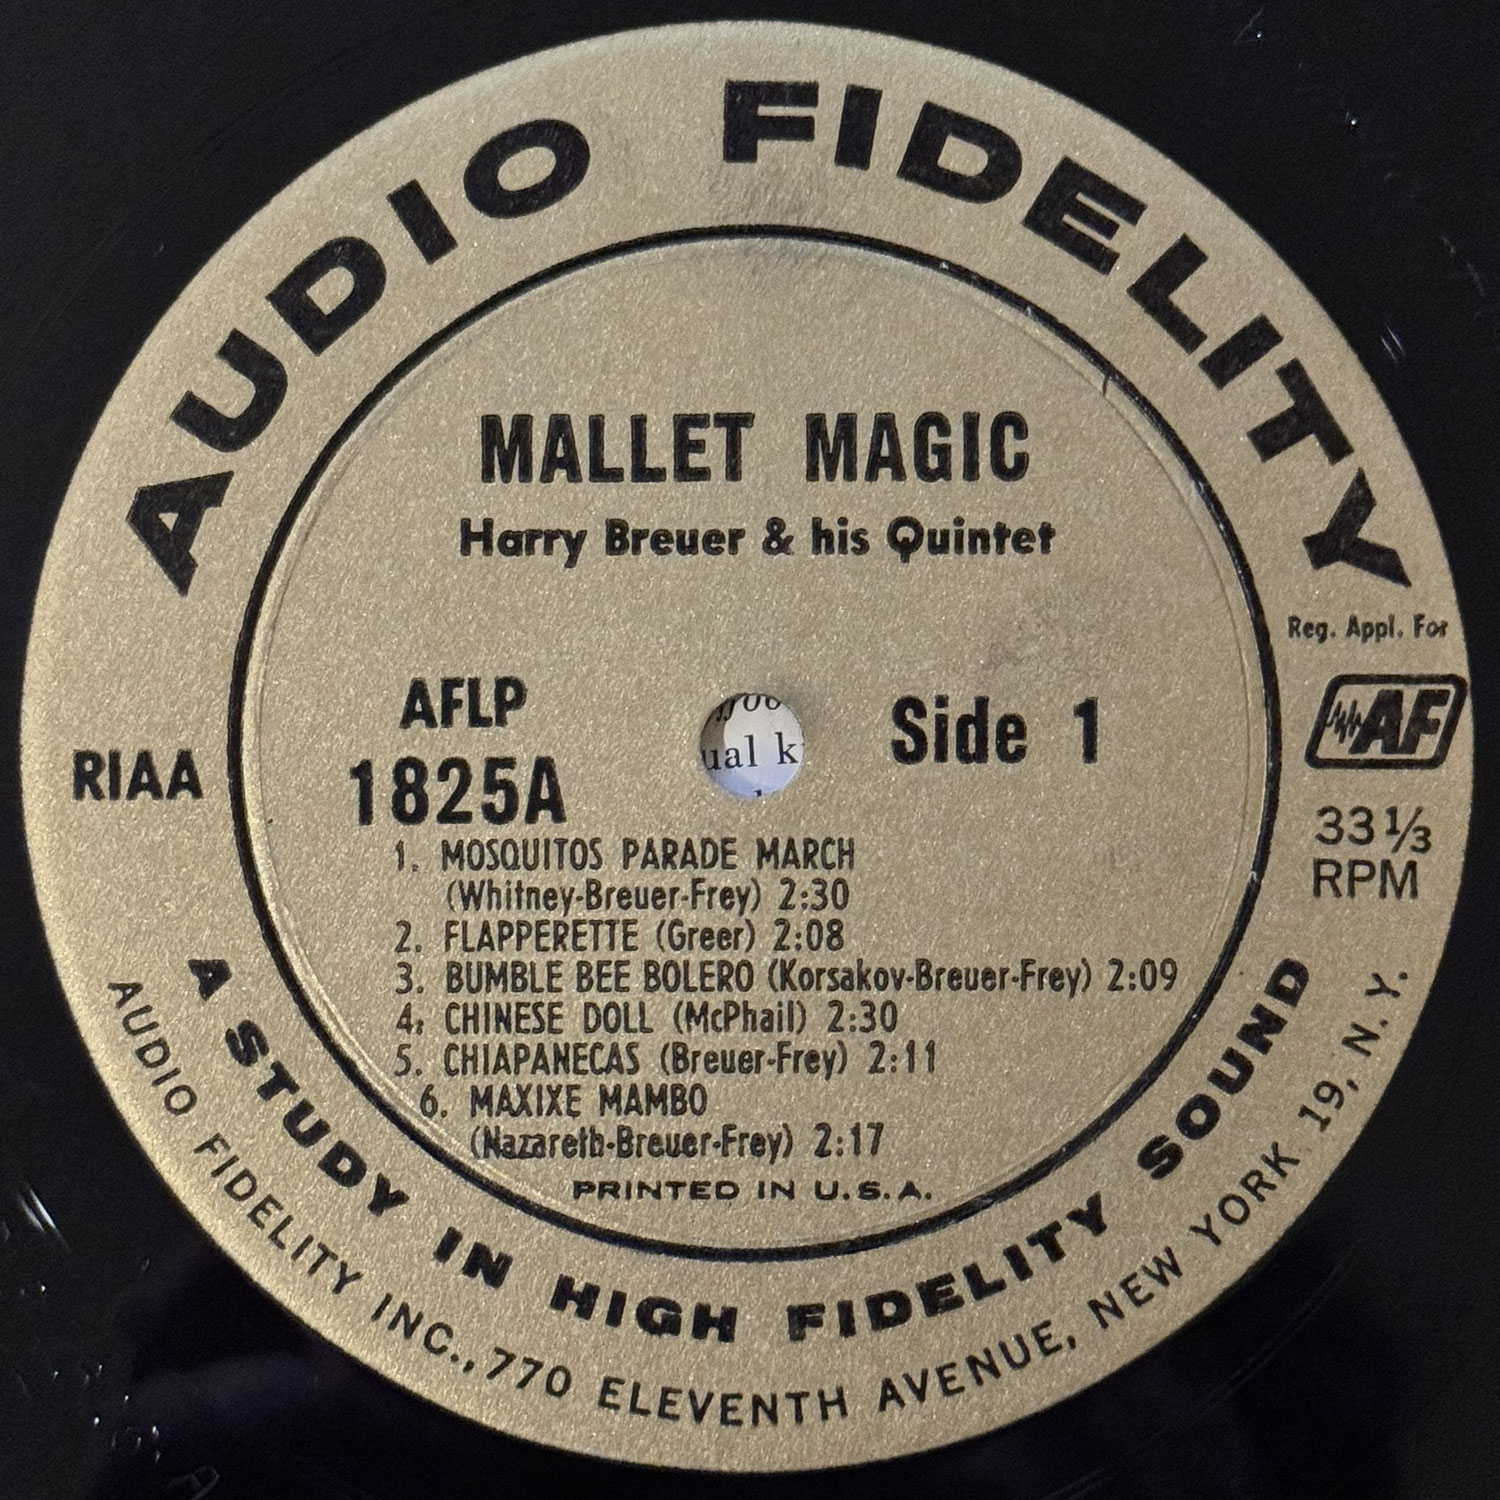 AUDIO FIDELITY
MALLET MAGIC
Harry Breuer & his Quintet
Reg. Appl. For
AF
AFLP
1825A
Side 1
RIAA
33 1/3
RPM
ual k
1. MOSQUITOS PARADE MARCH
(Whitney-Breuer-Frey) 2:30
2. FLAPPERETTE (Greer) 2:08
3. BUMBLE BEE BOLERO (Korsakov-Breuer-Frey) 2:09
4. CHINESE DOLL (McPhail) 2:30
5. CHIAPANECAS (Breuer-Frey) 2:11
6. MAXIXE MAMBO
(Nazareth-Breuer-Frey) 2:17
PRINTED IN U.S.A.
A STUDY IN HIGH FIDELITY SOUND
AUDIO FIDELITY INC., 770 ELEVENTH AVENUE, NEW YORK 19, N.Y.